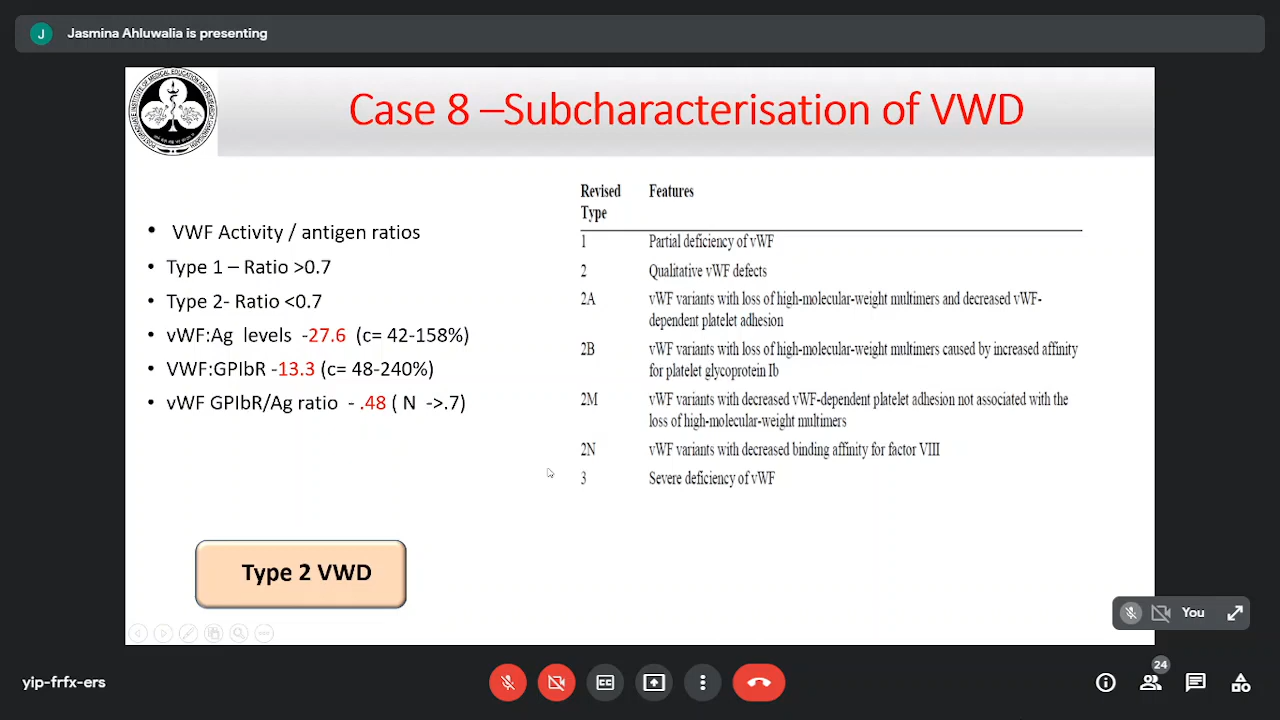 J
Jasmina Ahluwalia is presenting
Case 8 –Subcharacterisation of VWD
• VWF Activity / antigen ratios
• Type 1 – Ratio >0.7
• Type 2- Ratio <0.7
• vWF:Ag levels -27.6 (c= 42-158%)
• VWF:GPIbR -13.3 (c= 48-240%)
• vWF GPIbR/Ag ratio - .48 ( N ->.7)
Type 2 VWD
Revised Type Features
1 Partial deficiency of vWF
2 Qualitative vWF defects
2A vWF variants with loss of high-molecular-weight multimers and decreased vWF-
dependent platelet adhesion
2B vWF variants with loss of high-molecular-weight multimers caused by increased affinity
for platelet glycoprotein Ib
2M vWF variants with decreased vWF-dependent platelet adhesion not associated with the
loss of high-molecular-weight multimers
2N vWF variants with decreased binding affinity for factor VIII
3 Severe deficiency of vWF
You
yip-frfx-ers
24